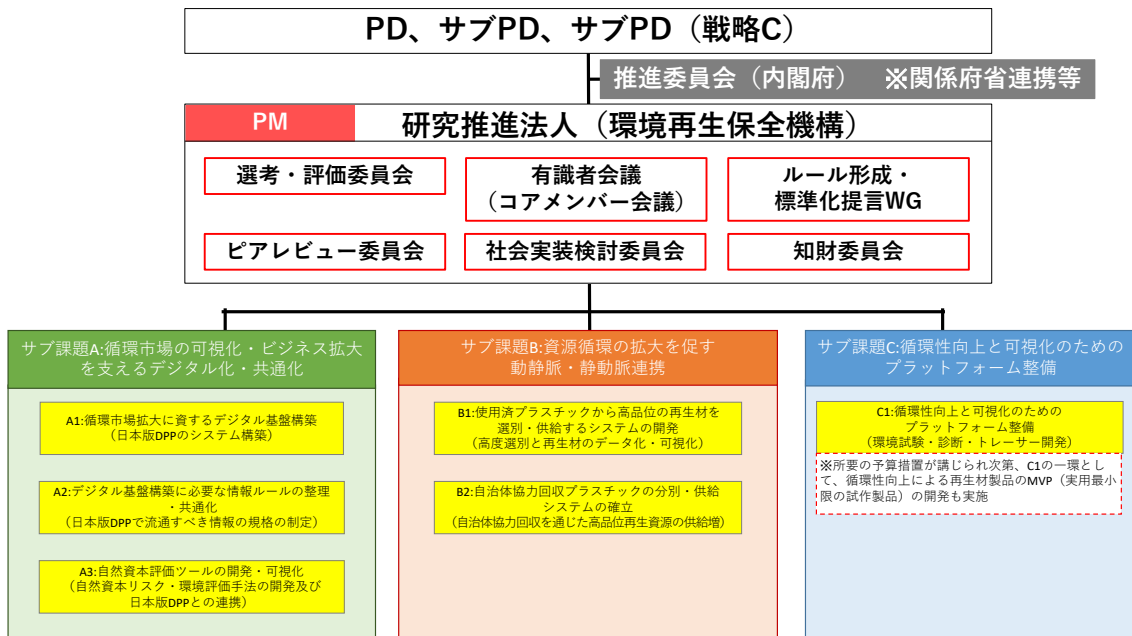 PD、サブPD、サブPD（戦略C）
推進委員会（内閣府）　※関係府省連携等
PM
研究推進法人（環境再生保全機構）
選考・評価委員会
有識者会議
（コアメンバー会議）
ルール形成・
標準化提言WG
ピアレビュー委員会
社会実装検討委員会
知財委員会
サブ課題A:循環市場の可視化・ビジネス拡大
を支えるデジタル化・共通化
A1:循環市場拡大に資するデジタル基盤構築
（日本版DPPのシステム構築）
A2:デジタル基盤構築に必要な情報ルールの整理
・共通化
（日本版DPPで流通すべき情報の規格の制定）
A3:自然資本評価ツールの開発・可視化
（自然資本リスク・環境評価手法の開発及び
日本版DPPとの連携）
サブ課題B:資源循環の拡大を促す
動静脈・静動脈連携
B1:使用済プラスチックから高品位の再生材を
選別・供給するシステムの開発
（高度選別と再生材のデータ化・可視化）
B2:自治体協力回収プラスチックの分別・供給
システムの確立
（自治体協力回収を通じた高品位再生資源の供給増）
サブ課題C:循環性向上と可視化のための
プラットフォーム整備
C1:循環性向上と可視化のための
プラットフォーム整備
（環境試験・診断・トレーサー開発）
※所要の予算措置が講じられ次第、C1の一環とし
て、循環性向上による再生材製品のMVP（実用最小
限の試作製品）の開発も実施